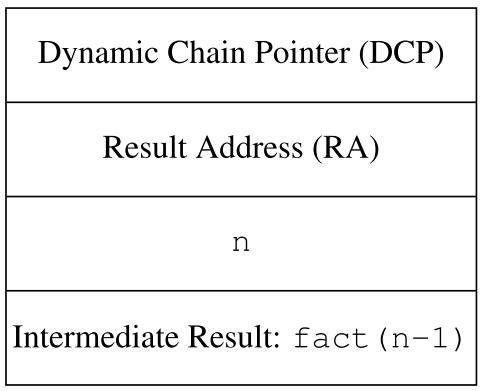 Dynamic Chain Pointer (DCP)
Result Address (RA)
n
Intermediate Result: fact(n-1)